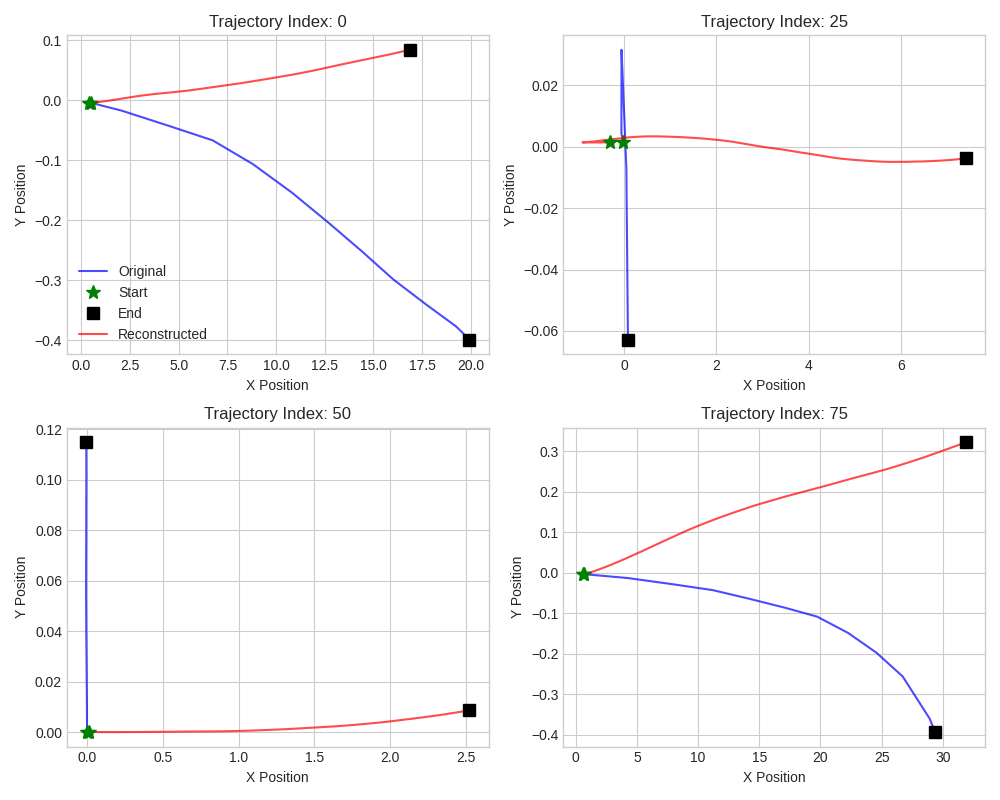 Trajectory Index: 0
0.1
0.0
−0.1
−0.2
−0.3
−0.4
Y Position
Original
Start
End
Reconstructed
0.0 2.5 5.0 7.5 10.0 12.5 15.0 17.5 20.0
X Position
Trajectory Index: 25
0.02
0.00
−0.02
−0.04
−0.06
Y Position
0 2 4 6
X Position
Trajectory Index: 50
0.12
0.10
0.08
0.06
0.04
0.02
0.00
Y Position
0.0 0.5 1.0 1.5 2.0 2.5
X Position
Trajectory Index: 75
0.3
0.2
0.1
0.0
−0.1
−0.2
−0.3
−0.4
Y Position
0 5 10 15 20 25 30
X Position